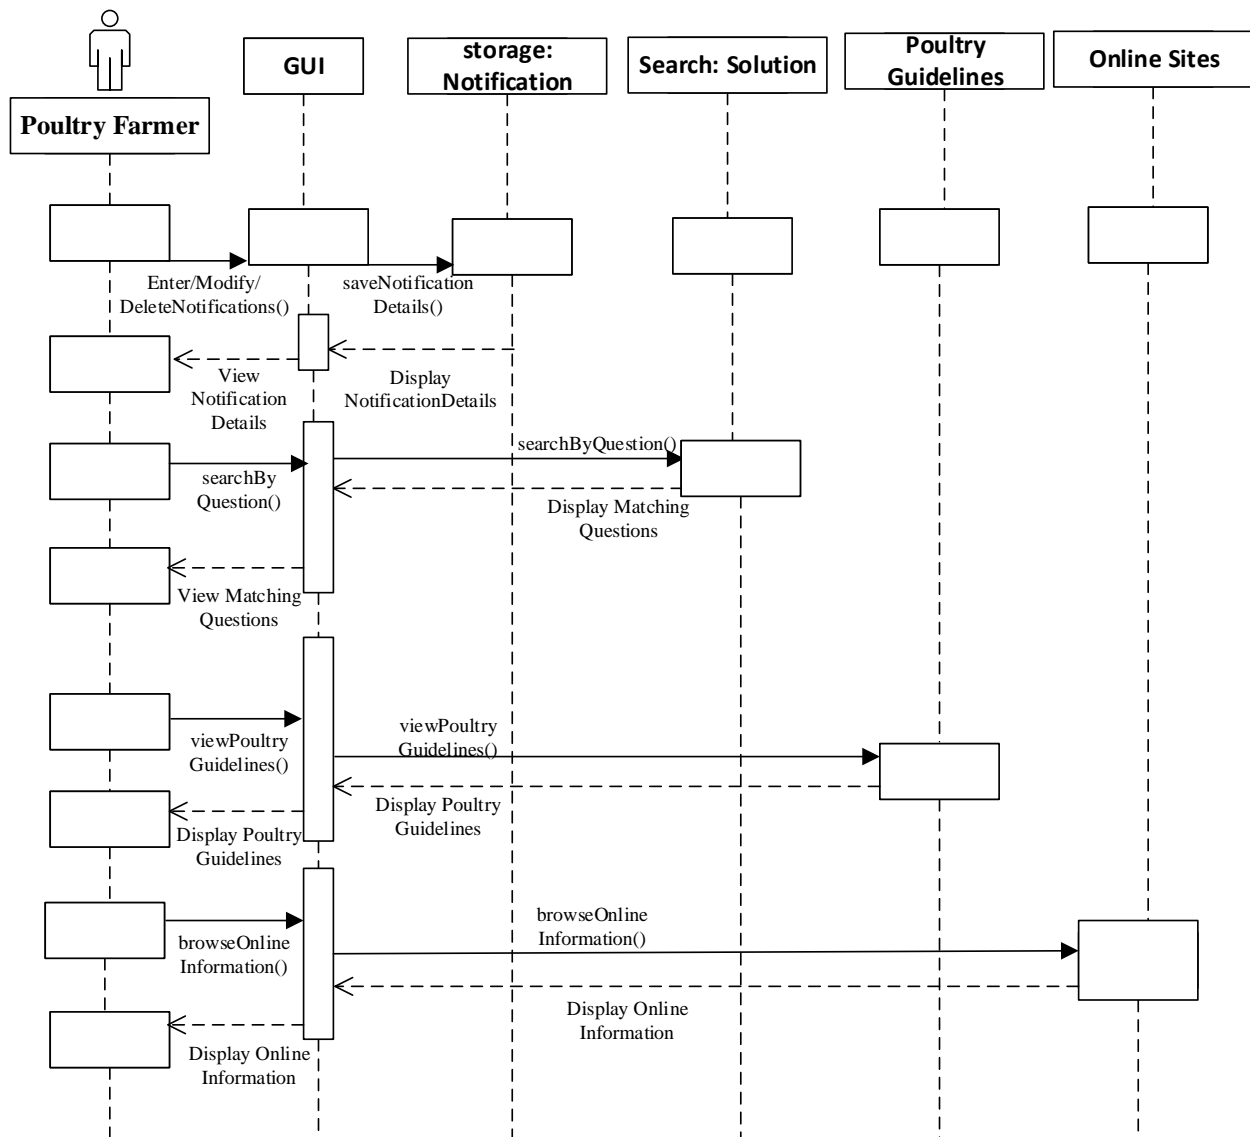 Poultry Farmer
GUI
storage:
Notification
Search: Solution
Poultry
Guidelines
Online Sites
Enter/Modify/
DeleteNotifications()
saveNotification
Details()
View
Notification
Details
Display
NotificationDetails
searchBy
Question()
searchByQuestion()
Display Matching
Questions
View Matching
Questions
viewPoultry
Guidelines()
viewPoultry
Guidelines()
Display Poultry
Guidelines
Display Poultry
Guidelines
browseOnline
Information()
browseOnline
Information()
Display Online
Information
Display Online
Information